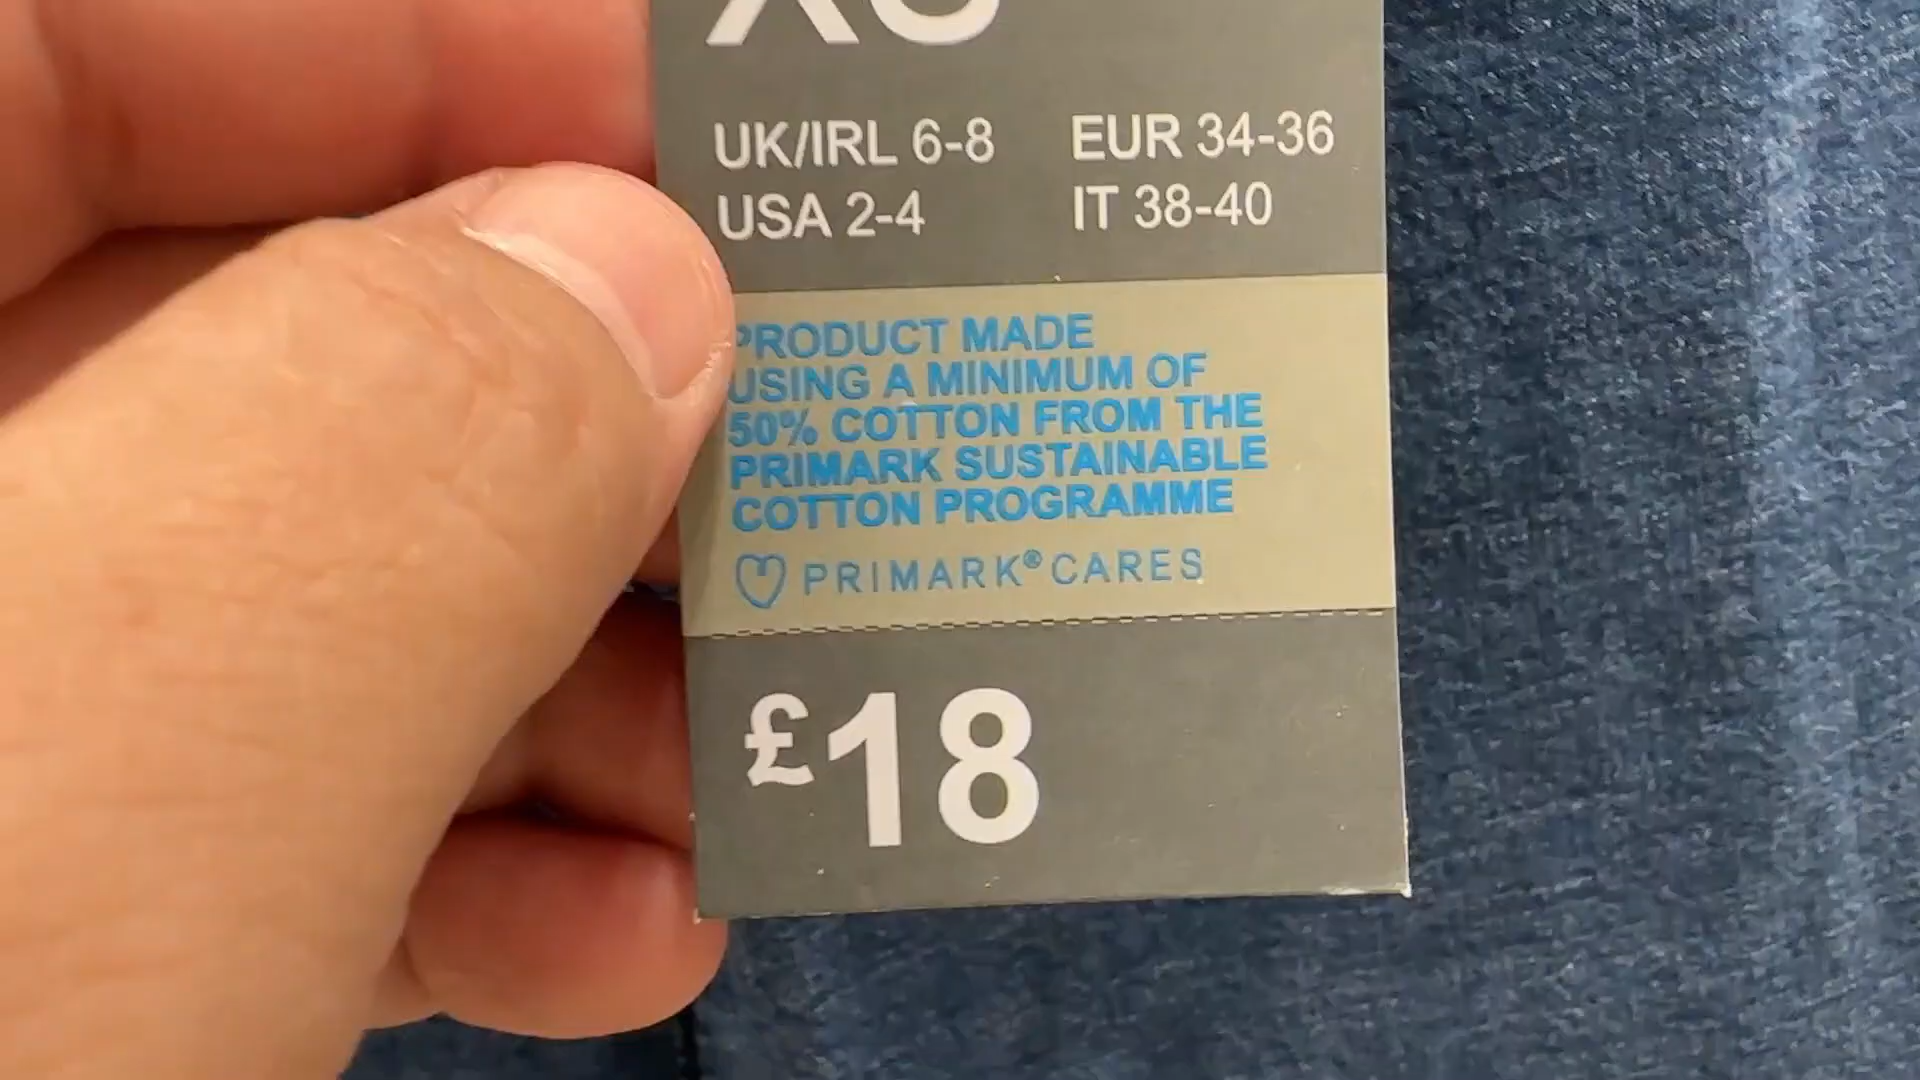 XS
UK/IRL 6-8 EUR 34-36
USA 2-4 IT 38-40
PRODUCT MADE
USING A MINIMUM OF
50% COTTON FROM THE
PRIMARK SUSTAINABLE
COTTON PROGRAMME
PRIMARK® CARES
£18